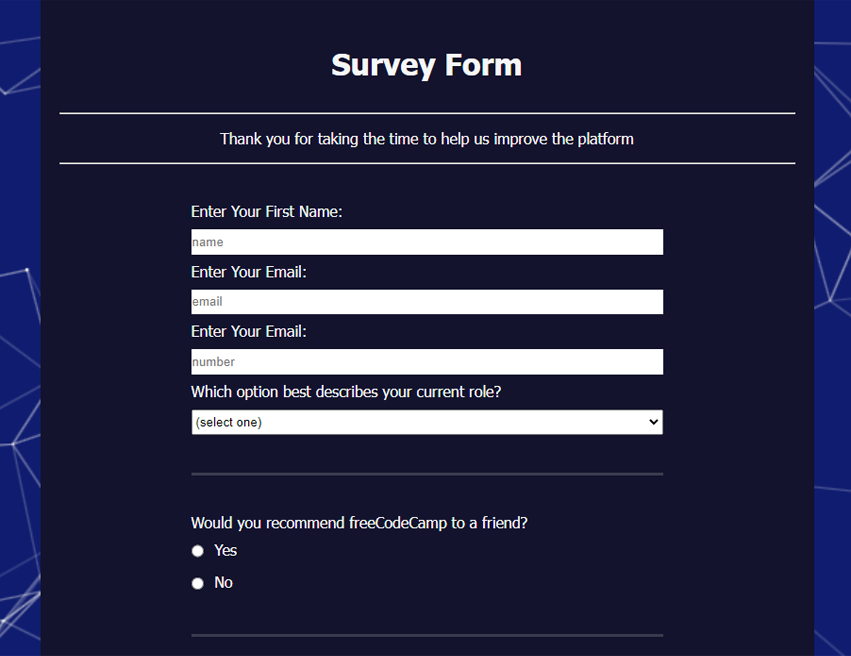 Survey Form
Thank you for taking the time to help us improve the platform
Enter Your First Name:
name
Enter Your Email:
email
Enter Your Email:
number
Which option best describes your current role?
(select one)
Would you recommend freeCodeCamp to a friend?
Yes
No